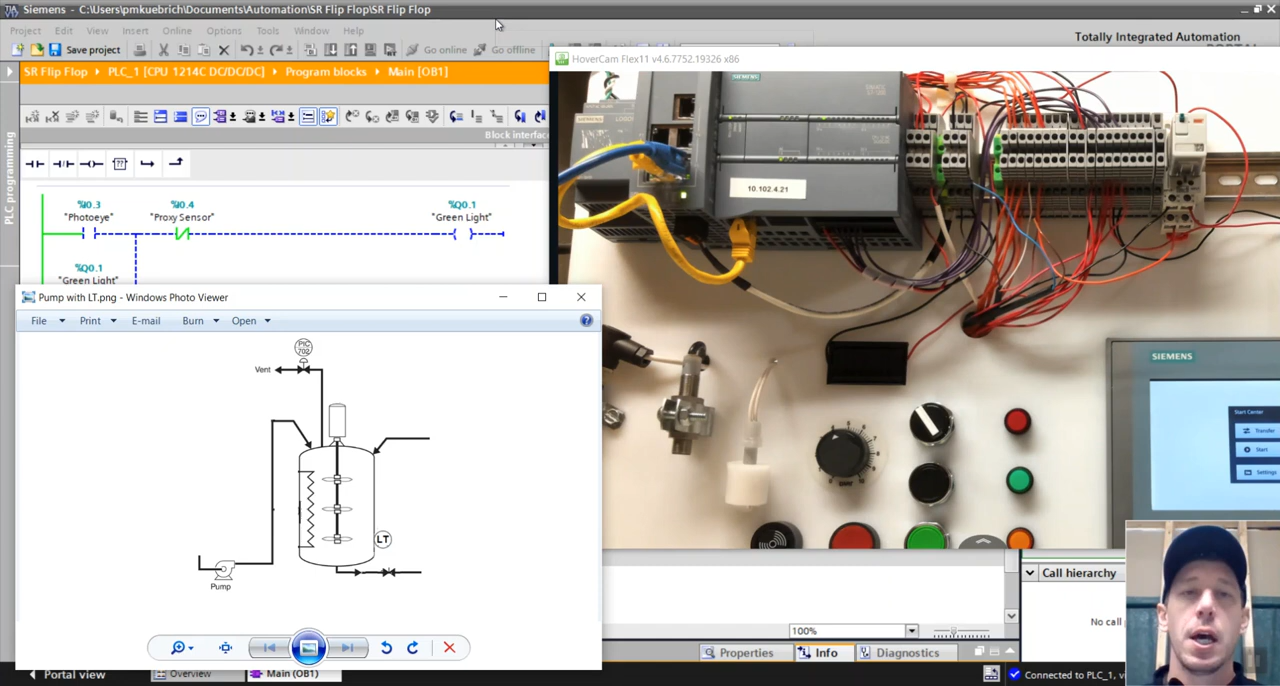 Siemens - C:\Users\pmkuebrich\Documents\Automation\SR Flip Flop\SR Flip Flop
Project Edit View Insert Online Options Tools Window Help
Totally Integrated Automation
PORTAL
Save project
Go online
Go offline
SR Flip Flop
PLC_1 [CPU 1214C DC/DC/DC]
Program blocks
Main [OB1]
HoverCam Flex11 v4.6.7752.19326 x86
Block interface
PLC programming
%I0.3
"Photoeye"
%I0.4
"Proxy Sensor"
%Q0.1
"Green Light"
%Q0.1
"Green Light"
SIEMENS
10.102.4.21
Pump with LT.png - Windows Photo Viewer
File Print E-mail Burn Open
PIC
702
Vent
LT
Pump
SIEMENS
Start Center
Transfer
Start
Settings
Call hierarchy
No call
100%
Properties
Info
Diagnostics
Portal view
Overview
Main (OB1)
Connected to PLC_1, v